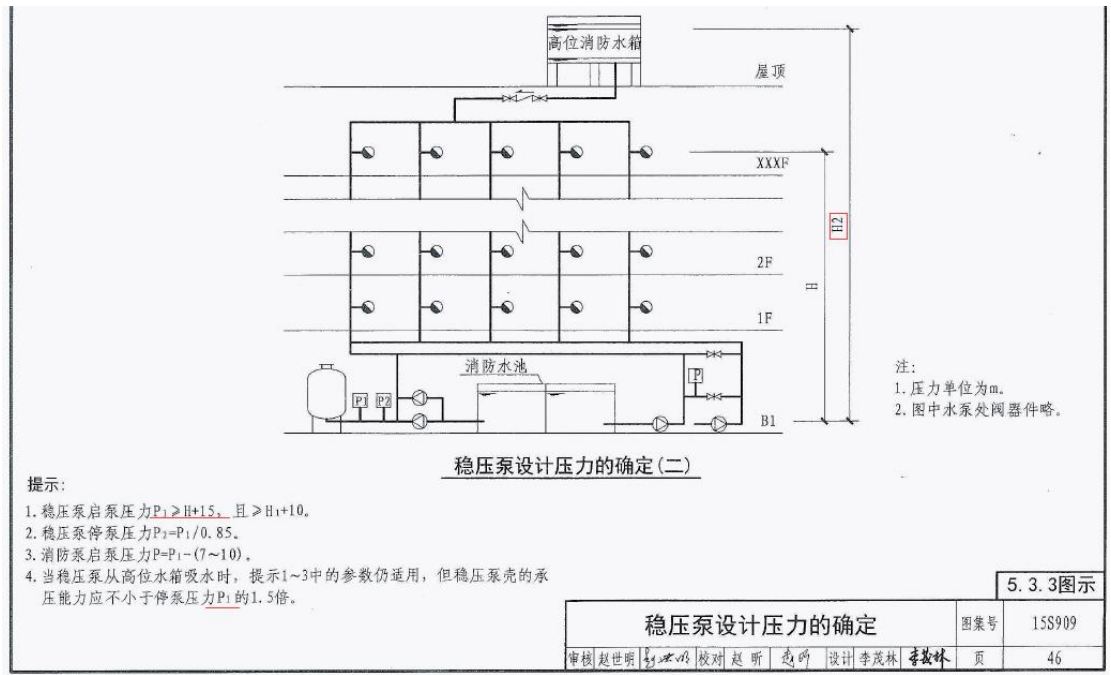 高位消防水箱
屋顶
XXXF
H2
2F
H
1F
消防水池
P
P1 P2
B1
注:
1.压力单位为m。
2.图中水泵处阀器件略。
稳压泵设计压力的确定(二)
提示:
1.稳压泵启泵压力P₁≥H+15,且≥H₁+10。
2.稳压泵停泵压力P₂=P₁/0.85。
3.消防泵启泵压力P=P₁-(7~10)。
4.当稳压泵从高位水箱吸水时,提示1~3中的参数仍适用,但稳压泵壳的承
压能力应不小于停泵压力P₁的1.5倍。
5.3.3图示
稳压泵设计压力的确定 图集号 15S909
审核 赵世明 校对 赵昕 设计 李茂林 李茂林 页 46